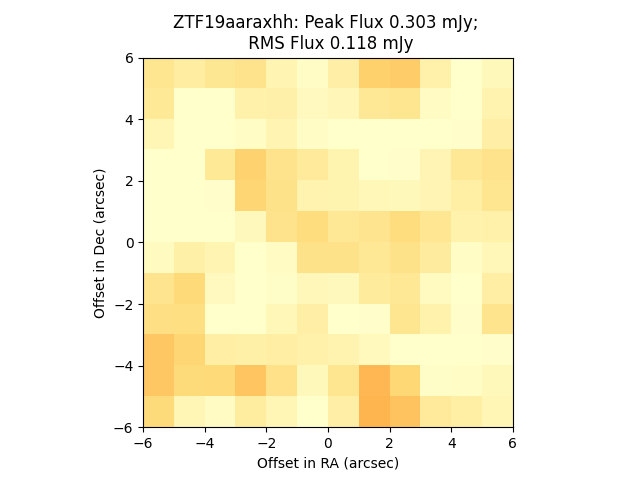 ZTF19aaraxhh: Peak Flux 0.303 mJy;
RMS Flux 0.118 mJy
6
4
2
0
−2
−4
−6
Offset in Dec (arcsec)
−6 −4 −2 0 2 4 6
Offset in RA (arcsec)